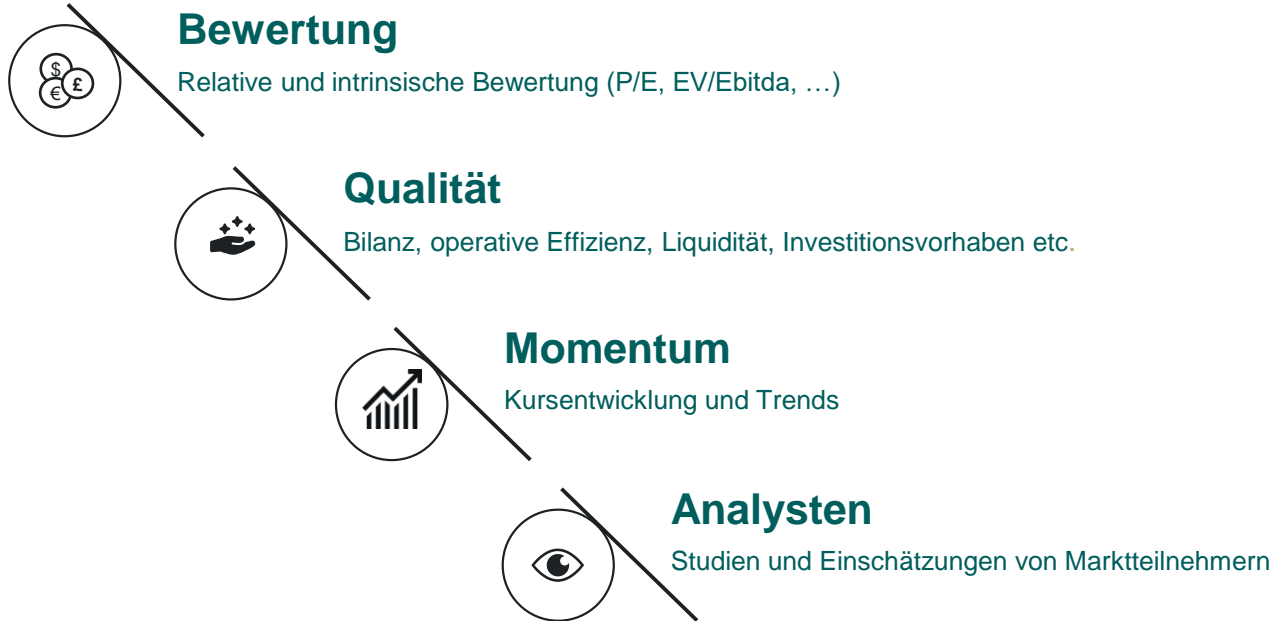 Bewertung
$
£
€
Relative und intrinsische Bewertung (P/E, EV/Ebitda, …)
Qualität
Bilanz, operative Effizienz, Liquidität, Investitionsvorhaben etc.
Momentum
Kursentwicklung und Trends
Analysten
Studien und Einschätzungen von Marktteilnehmern